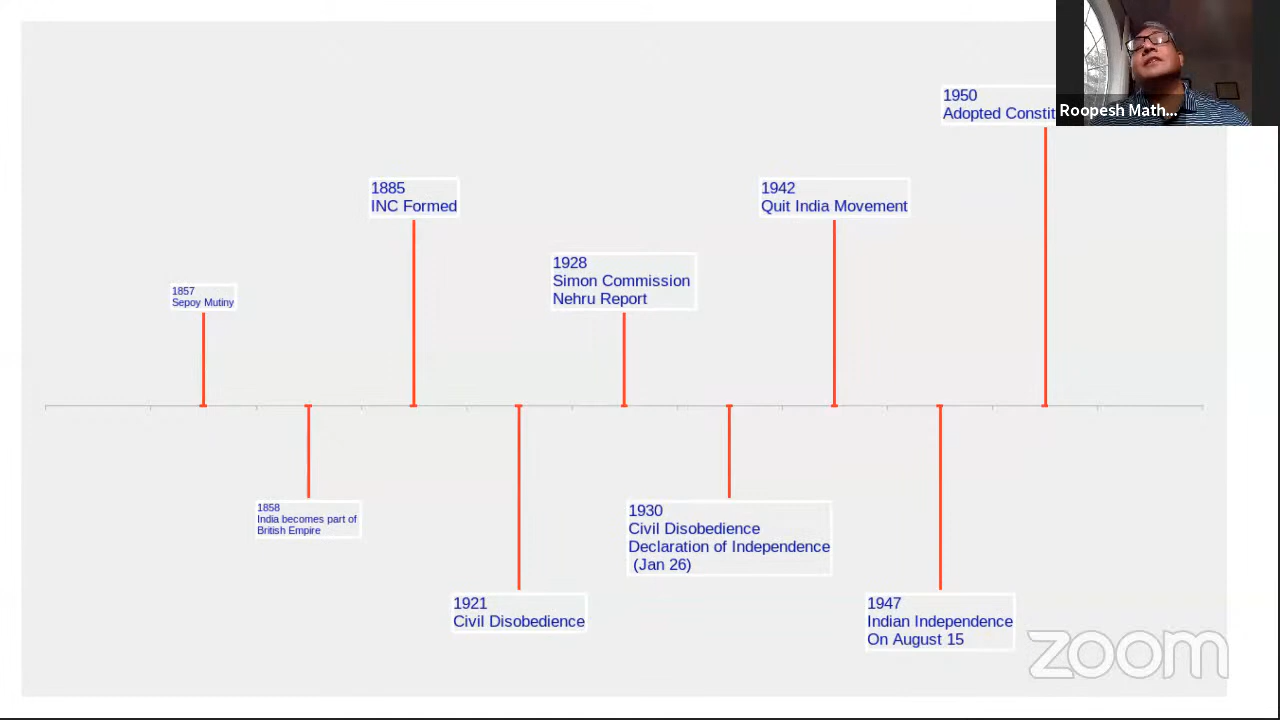 1950
Adopted Constit
Roopesh Math...
1885
INC Formed
1942
Quit India Movement
1928
Simon Commission
Nehru Report
1857
Sepoy Mutiny
1858
India becomes part of
British Empire
1930
Civil Disobedience
Declaration of Independence
(Jan 26)
1921
Civil Disobedience
1947
Indian Independence
On August 15
zoom